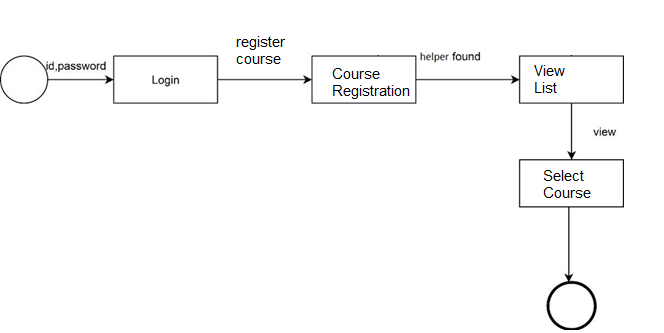 id,password
Login
register
course
Course
Registration
helper found
View
List
view
Select
Course